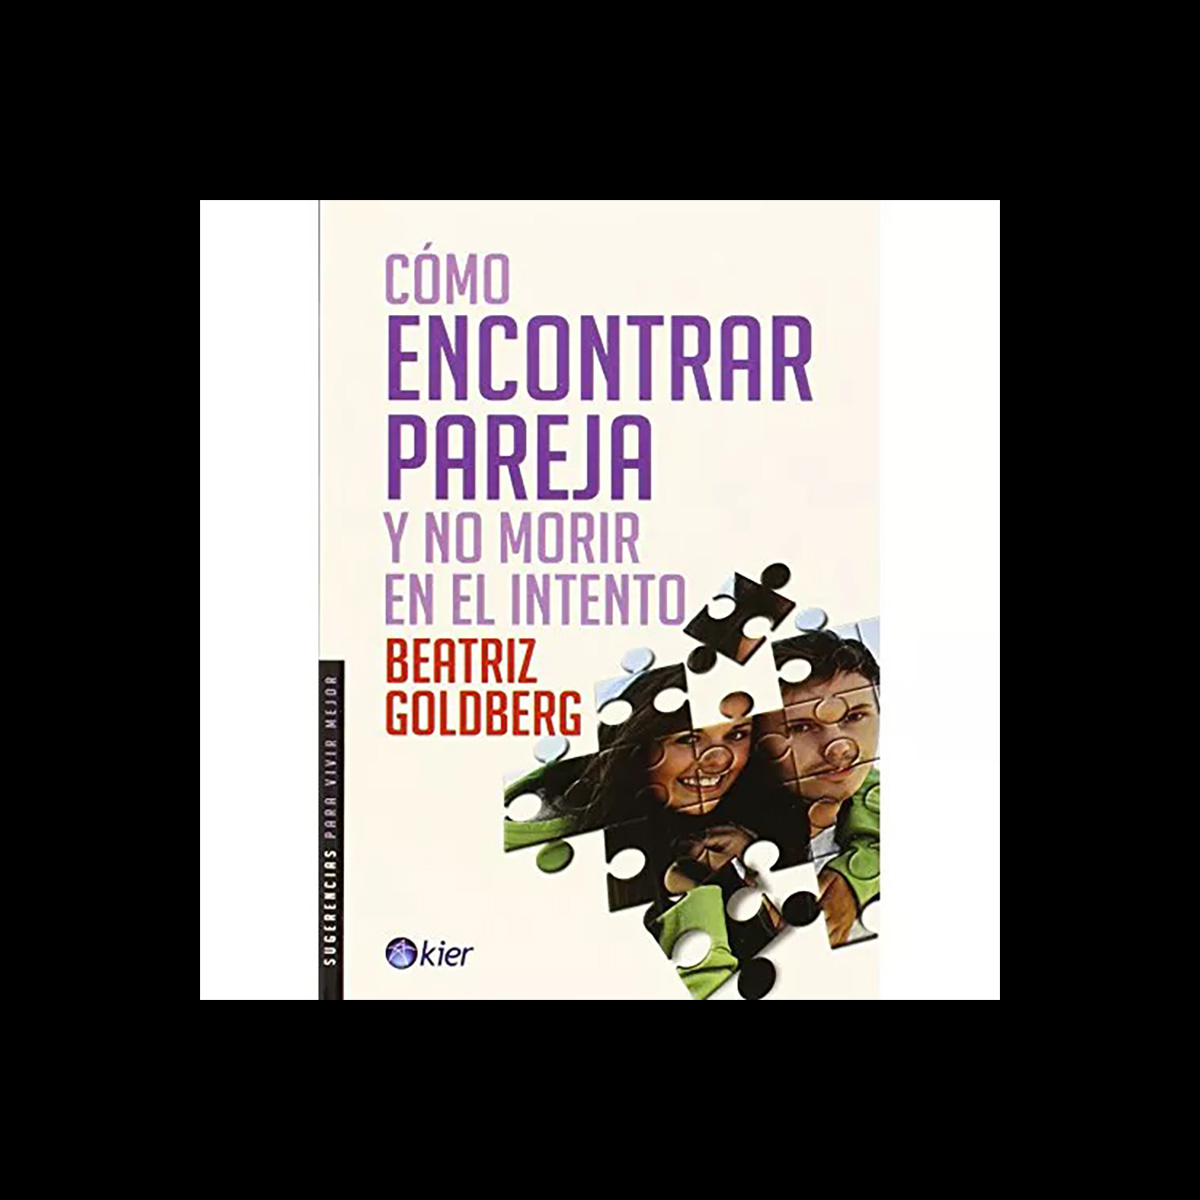 CÓMO
ENCONTRAR
PAREJA
Y NO MORIR
EN EL INTENTO
BEATRIZ
GOLDBERG
SUGERENCIAS PARA VIVIR MEJOR
kier